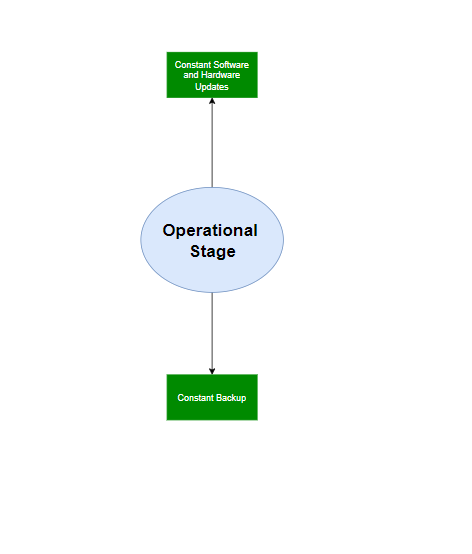 Constant Software
and Hardware
Updates
Operational
Stage
Constant Backup